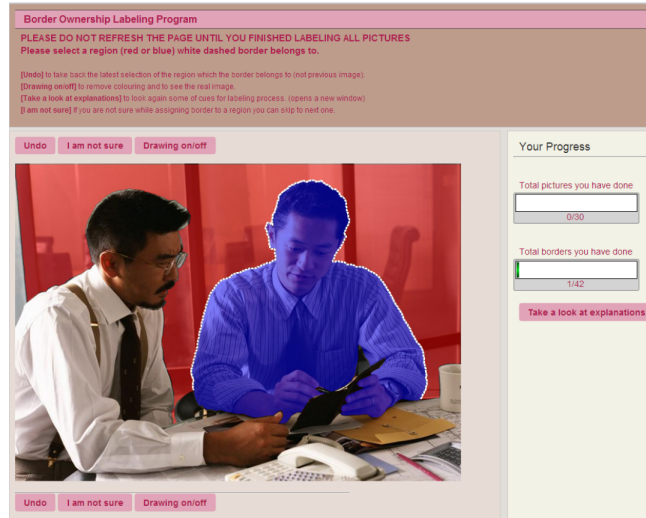 Border Ownership Labeling Program
PLEASE DO NOT REFRESH THE PAGE UNTIL YOU FINISHED LABELING ALL PICTURES
Please select a region (red or blue) white dashed border belongs to.
[Undo] to take back the latest selection of the region which the border belongs to (not previous image).
[Drawing on/off] to remove colouring and to see the real image.
[Take a look at explanations] to look again some of cues for labeling process. (opens a new window)
[I am not sure] if you are not sure while assigning border to a region you can skip to next one.
Undo I am not sure Drawing on/off
Your Progress
Total pictures you have done
0/30
Total borders you have done
1/42
Take a look at explanations
Undo I am not sure Drawing on/off